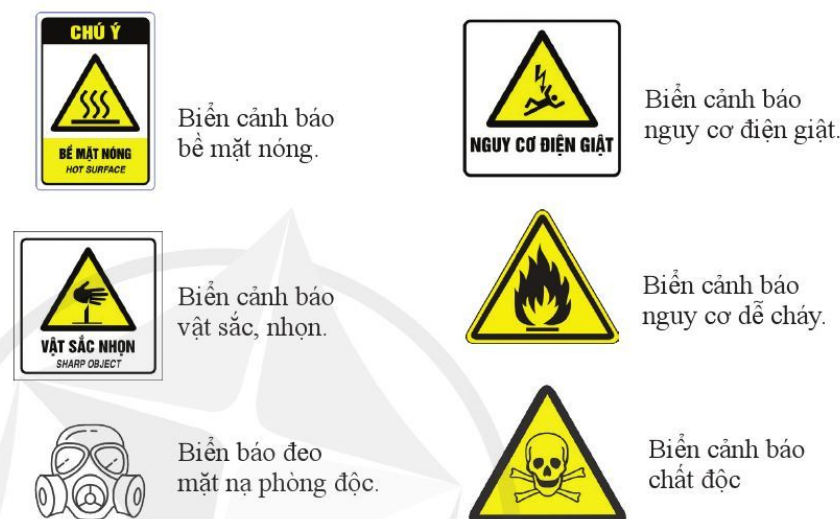 CHÚ Ý
BỀ MẶT NÓNG
HOT SURFACE
Biển cảnh báo
bề mặt nóng.
NGUY CƠ ĐIỆN GIẬT
Biển cảnh báo
nguy cơ điện giật.
VẬT SẮC NHỌN
SHARP OBJECT
Biển cảnh báo
vật sắc, nhọn.
Biển cảnh báo
nguy cơ dễ cháy.
Biển báo đeo
mặt nạ phòng độc.
Biển cảnh báo
chất độc